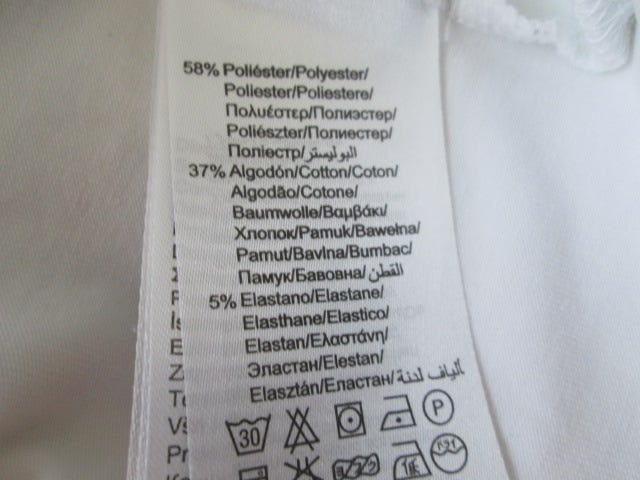 58% Poliéster/Polyester/
Poliester/Poliestere/
Πολυέστερ/Полиэстер/
Poliészter/Полиестер/
Поліестр/البوليستر
37% Algodón/Cotton/Coton/
Algodão/Cotone/
Baumwolle/Βαμβάκι/
Хлопок/Pamuk/Bawełna/
Pamut/Bavlna/Bumbac/
Памук/Бавовна/القطن
5% Elastano/Elastane/
Elasthane/Elastico/
Elastan/Ελαστάνη/
Эластан/Elestan/
Elasztán/Еластан/ألياف لدنة
30
P